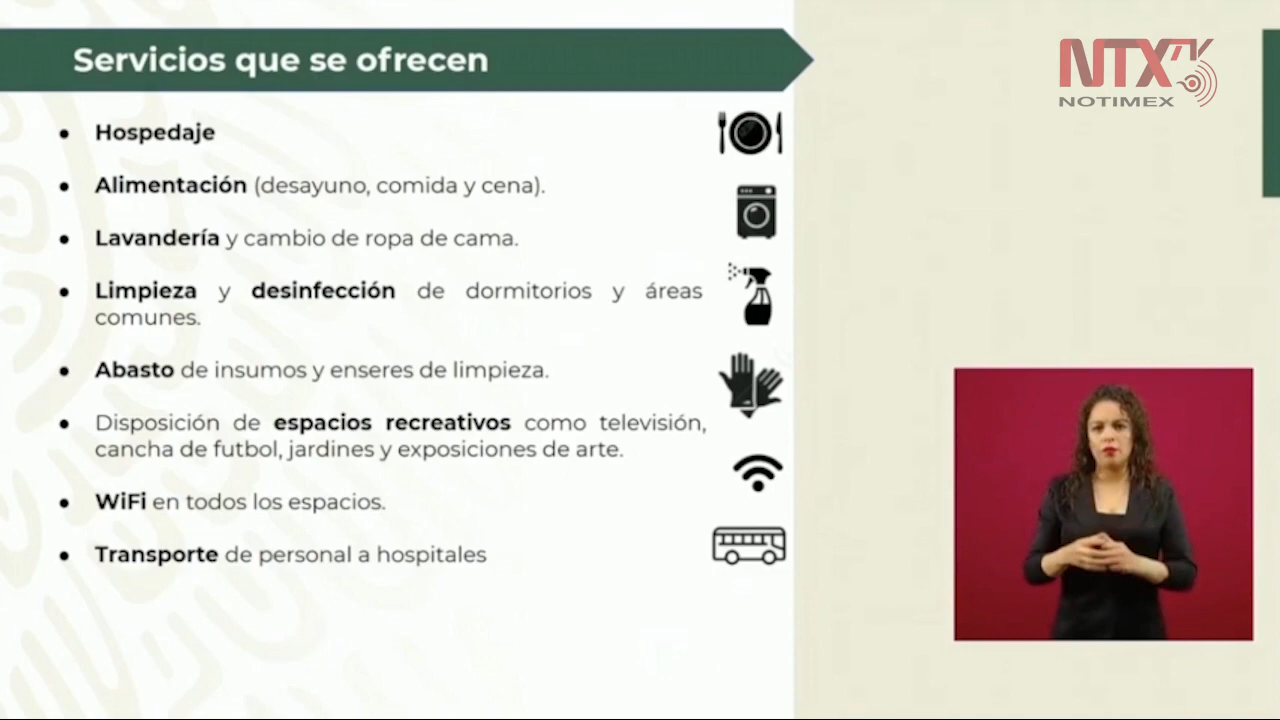 Servicios que se ofrecen
NTXTV
NOTIMEX
● Hospedaje
● Alimentación (desayuno, comida y cena).
● Lavandería y cambio de ropa de cama.
● Limpieza y desinfección de dormitorios y áreas
comunes.
● Abasto de insumos y enseres de limpieza.
● Disposición de espacios recreativos como televisión,
cancha de futbol, jardines y exposiciones de arte.
● WiFi en todos los espacios.
● Transporte de personal a hospitales